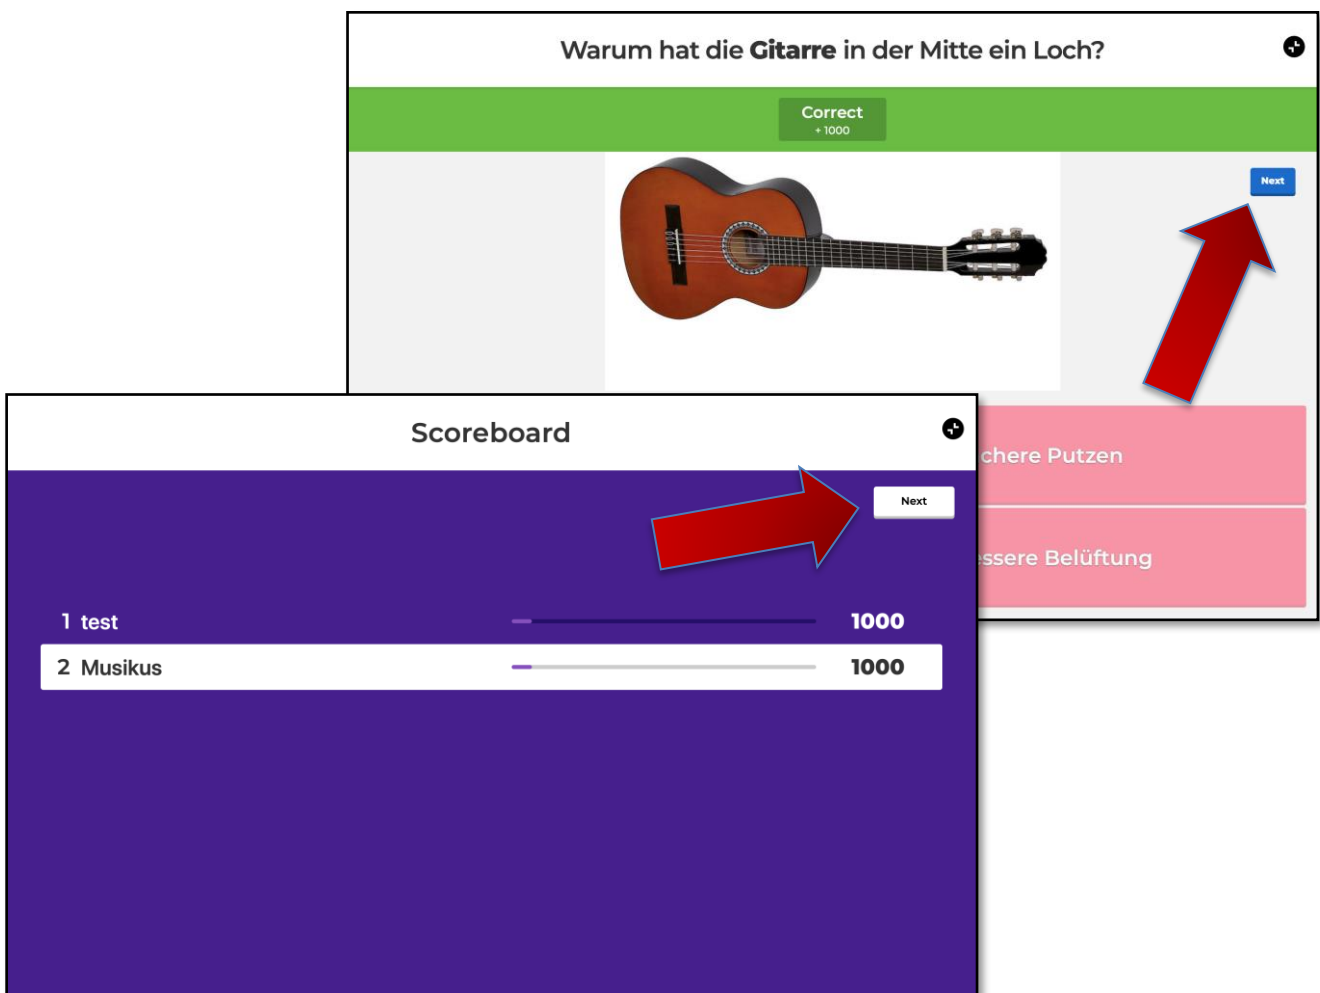 Warum hat die Gitarre in der Mitte ein Loch?
Correct
+ 1000
Next
chere Putzen
ssere Belüftung
Scoreboard
Next
1 test 1000
2 Musikus 1000